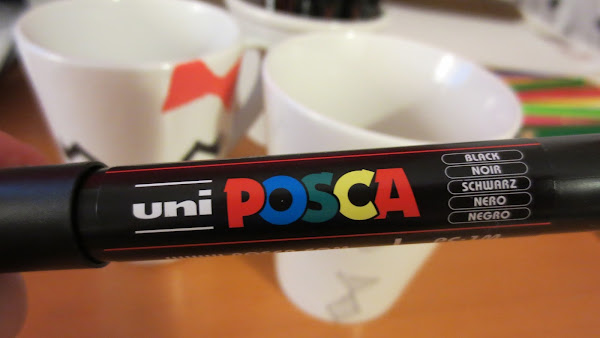 uni POSCA
BLACK
NOIR
SCHWARZ
NERO
NEGRO